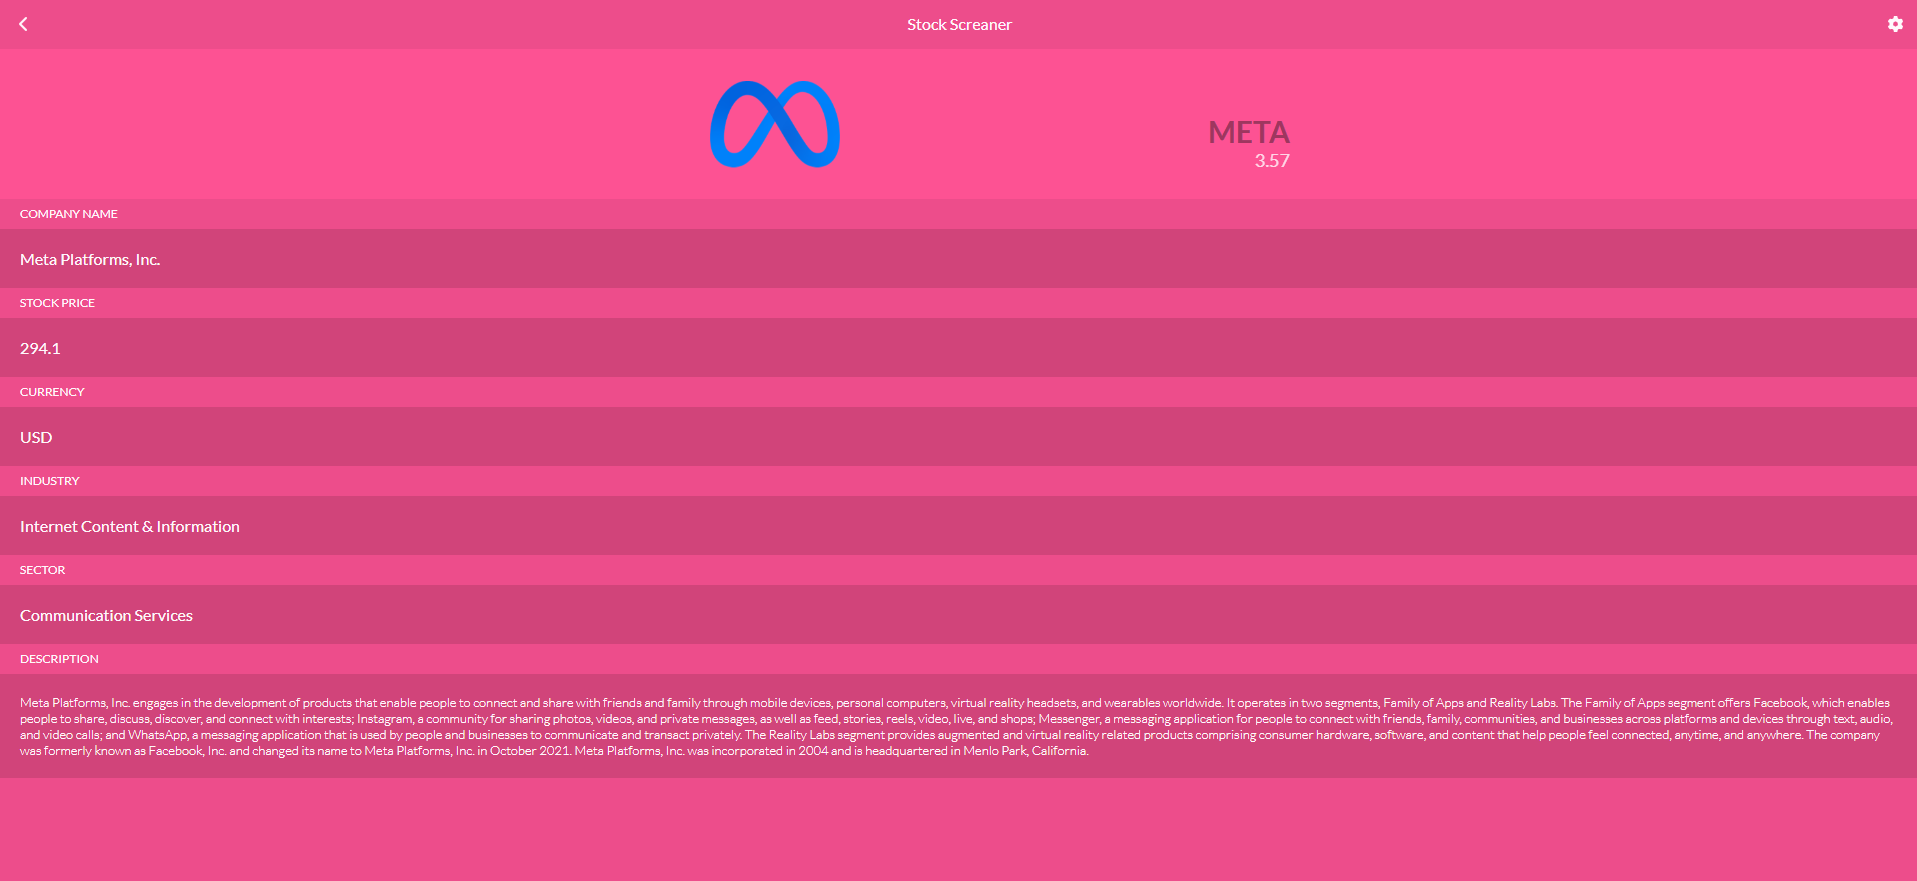 Stock Screaner
META
3.57
COMPANY NAME
Meta Platforms, Inc.
STOCK PRICE
294.1
CURRENCY
USD
INDUSTRY
Internet Content & Information
SECTOR
Communication Services
DESCRIPTION
Meta Platforms, Inc. engages in the development of products that enable people to connect and share with friends and family through mobile devices, personal computers, virtual reality headsets, and wearables worldwide. It operates in two segments, Family of Apps and Reality Labs. The Family of Apps segment offers Facebook, which enables
people to share, discuss, discover, and connect with interests; Instagram, a community for sharing photos, videos, and private messages, as well as feed, stories, reels, video, live, and shops; Messenger, a messaging application for people to connect with friends, family, communities, and businesses across platforms and devices through text, audio,
and video calls; and WhatsApp, a messaging application that is used by people and businesses to communicate and transact privately. The Reality Labs segment provides augmented and virtual reality related products comprising consumer hardware, software, and content that help people feel connected, anytime, and anywhere. The company
was formerly known as Facebook, Inc. and changed its name to Meta Platforms, Inc. in October 2021. Meta Platforms, Inc. was incorporated in 2004 and is headquartered in Menlo Park, California.